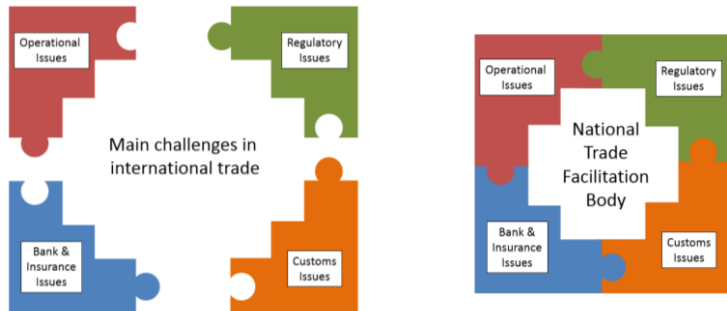 Operational
Issues
Regulatory
Issues
Main challenges in
international trade
Bank &
Insurance
Issues
Customs
Issues
Operational
Issues
Regulatory
Issues
National
Trade
Facilitation
Body
Bank &
Insurance
Issues
Customs
Issues